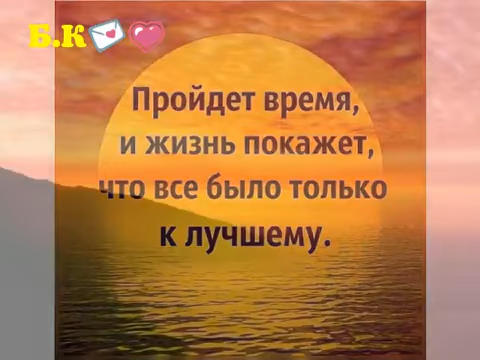 Б.К💌💗
Пройдет время,
и жизнь покажет,
что все было только
к лучшему.